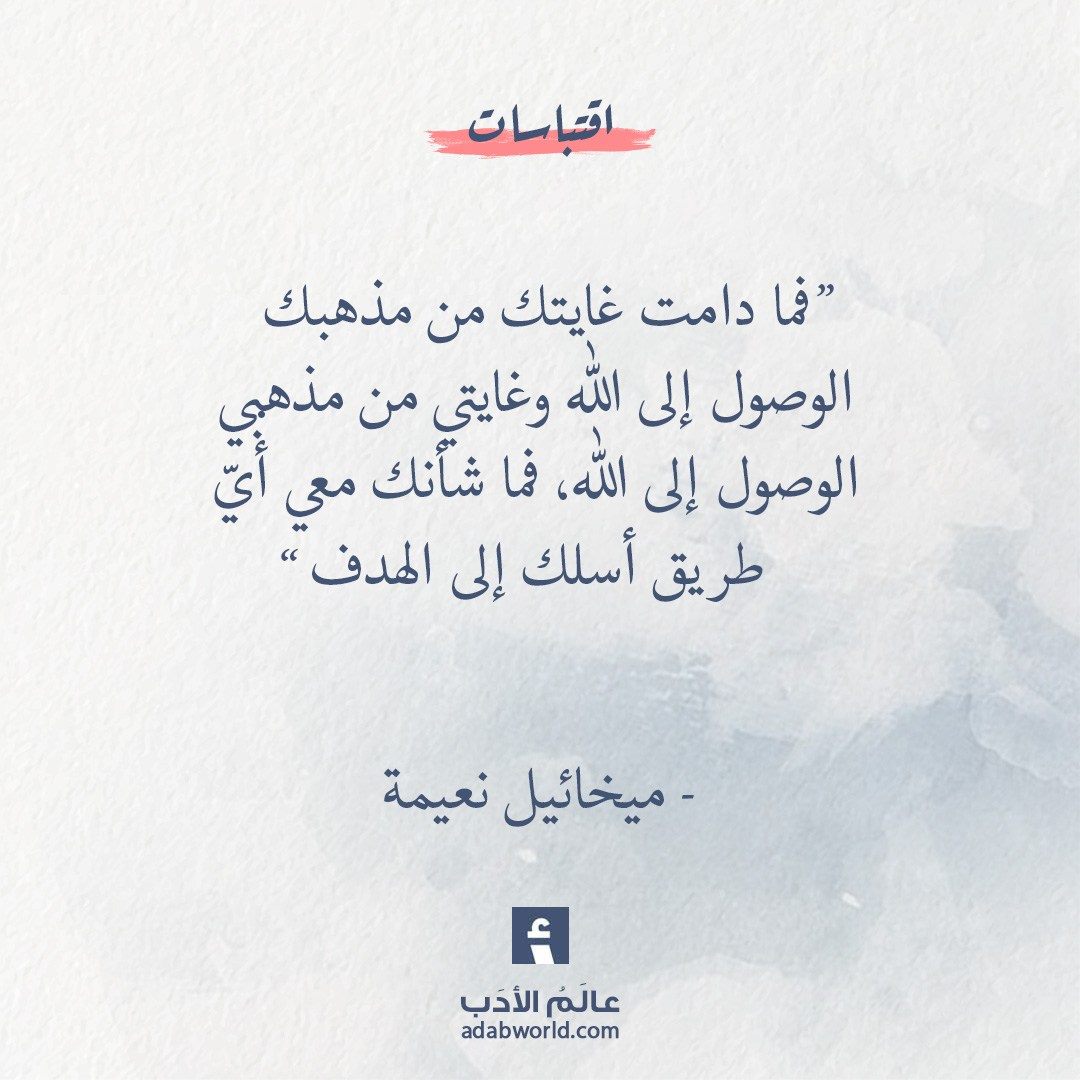 اقتباسات
”فما دامت غايتك من مذهبك
الوصول إلى الله وغايتي من مذهبي
الوصول إلى الله، فما شأنك معي أيّ
طريق أسلك إلى الهدف“
- ميخائيل نعيمة
أ
عالَمُ الأدَب
adabworld.com